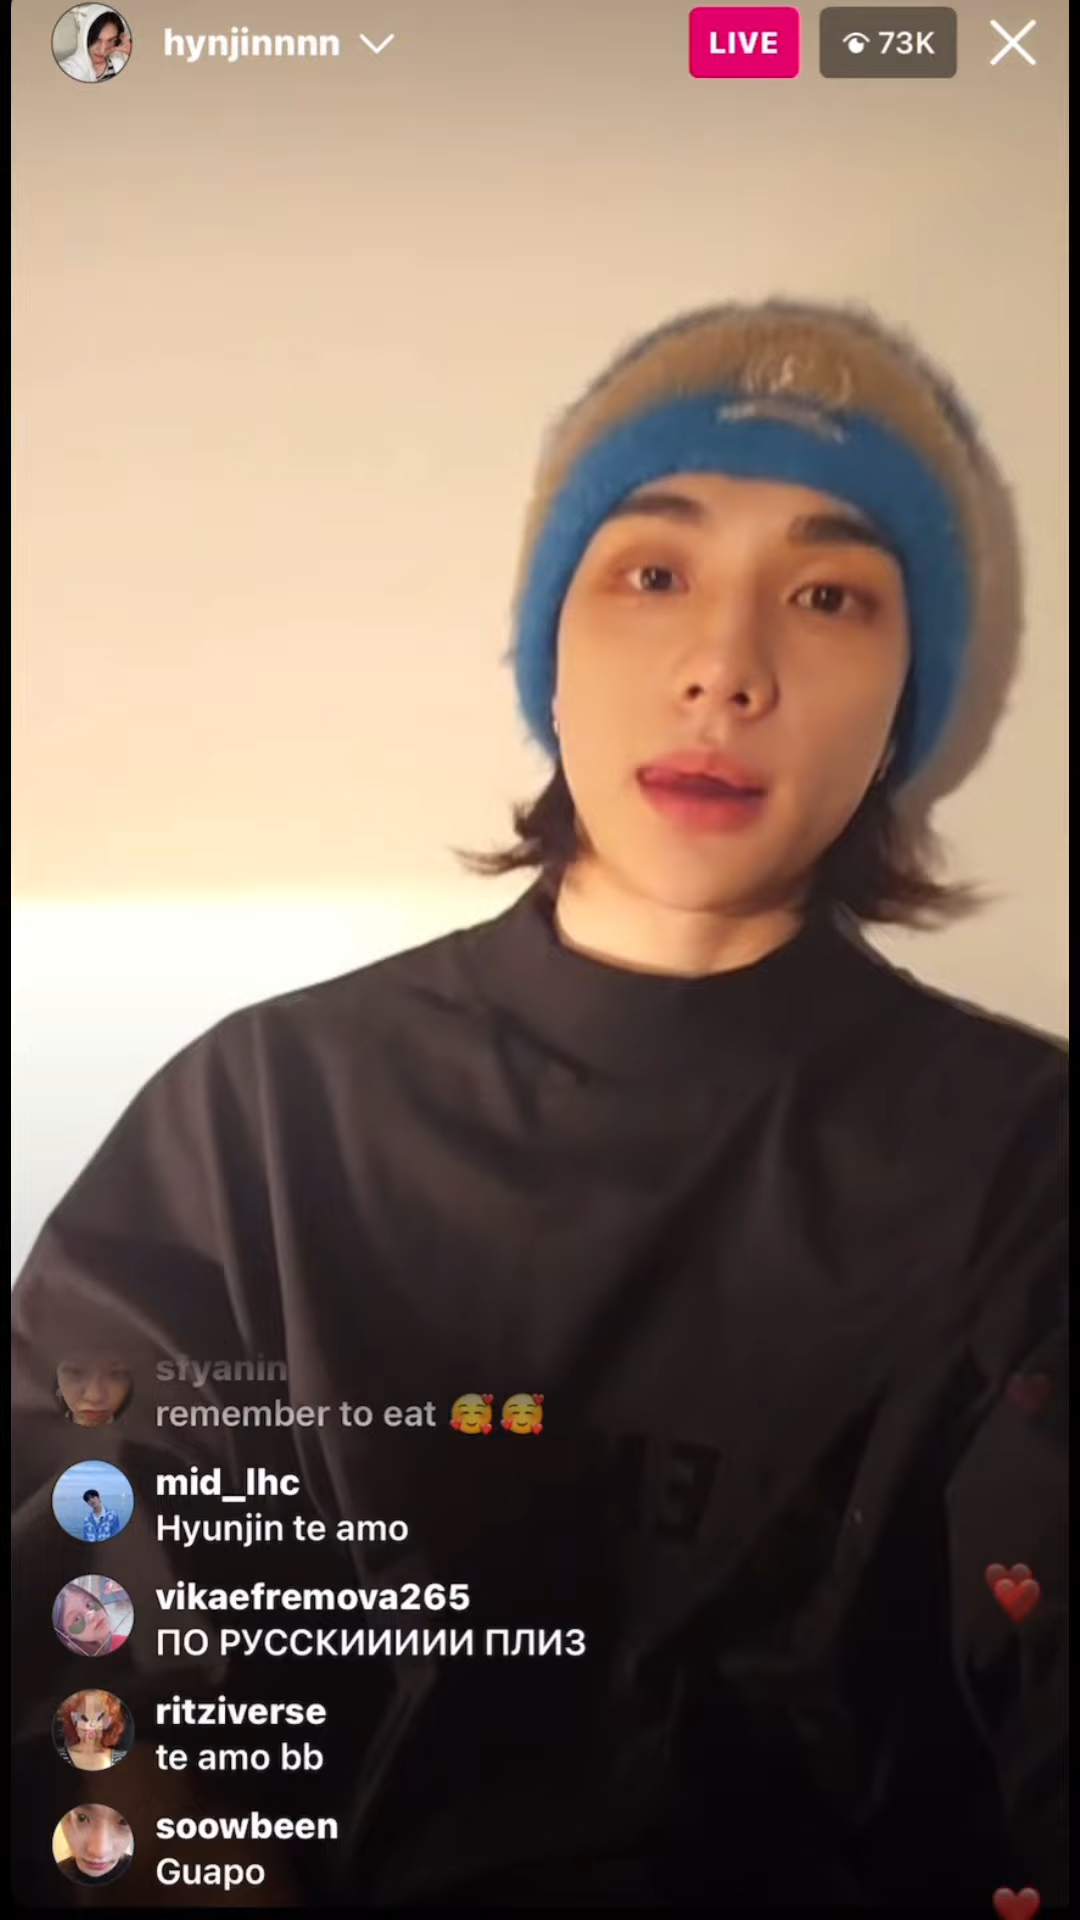 hynjinnnn
LIVE
73K
sfyanin
remember to eat 🥰🥰
mid_lhc
Hyunjin te amo
vikaefremova265
ПО РУССКИИИИИ ПЛИЗ
ritziverse
te amo bb
soowbeen
Guapo